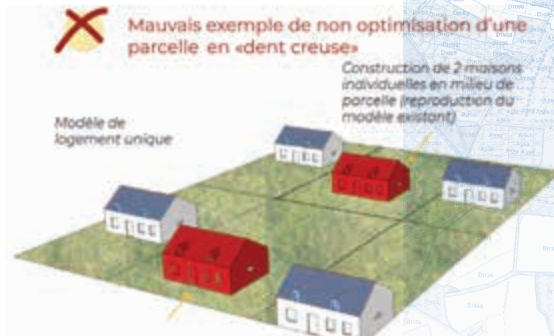 Mauvais exemple de non optimisation d'une
parcelle en «dent creuse»
Construction de 2 maisons
individuelles en milieu de
parcelle (reproduction du
modèle existant)
Modèle de
logement unique